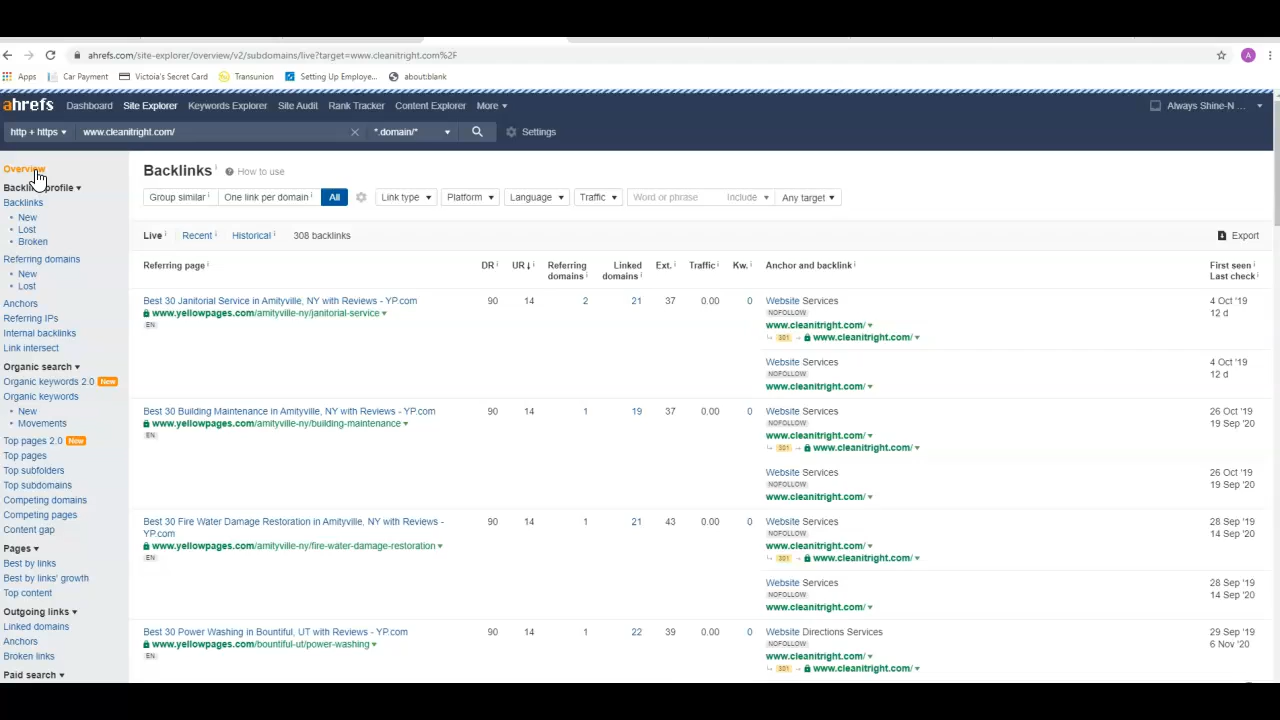 ahrefs.com/site-explorer/overview/v2/subdomains/live?target=www.cleanitright.com%2F
A
Apps Car Payment Victoria's Secret Card Transunion Setting Up Employe... about:blank
ahrefs Dashboard Site Explorer Keywords Explorer Site Audit Rank Tracker Content Explorer More Always Shine-N ...
http + https www.cleanitright.com/ *.domain/* Settings
Overview
Backlink profile
Backlinks
New
Lost
Broken
Referring domains
New
Lost
Anchors
Referring IPs
Internal backlinks
Link intersect
Organic search
Organic keywords 2.0 New
Organic keywords
New
Movements
Top pages 2.0 New
Top pages
Top subfolders
Top subdomains
Competing domains
Competing pages
Content gap
Pages
Best by links
Best by links' growth
Top content
Outgoing links
Linked domains
Anchors
Broken links
Paid search
Backlinks i ? How to use
Group similar i One link per domain i All Link type Platform Language Traffic Word or phrase Include Any target
Live i Recent i Historical i 308 backlinks Export
Referring page i DR i UR ↓ i Referring domains i Linked domains i Ext. i Traffic i Kw. i Anchor and backlink i First seen Last check i
Best 30 Janitorial Service in Amityville, NY with Reviews - YP.com 90 14 2 21 37 0.00 0 Website Services 4 Oct '19
www.yellowpages.com/amityville-ny/janitorial-service NOFOLLOW 12 d
EN www.cleanitright.com/
301 www.cleanitright.com/
Website Services 4 Oct '19
NOFOLLOW 12 d
www.cleanitright.com/
Best 30 Building Maintenance in Amityville, NY with Reviews - YP.com 90 14 1 19 37 0.00 0 Website Services 26 Oct '19
www.yellowpages.com/amityville-ny/building-maintenance NOFOLLOW 19 Sep '20
EN www.cleanitright.com/
301 www.cleanitright.com/
Website Services 26 Oct '19
NOFOLLOW 19 Sep '20
www.cleanitright.com/
Best 30 Fire Water Damage Restoration in Amityville, NY with Reviews - 90 14 1 21 43 0.00 0 Website Services 28 Sep '19
YP.com NOFOLLOW 14 Sep '20
www.yellowpages.com/amityville-ny/fire-water-damage-restoration www.cleanitright.com/
EN 301 www.cleanitright.com/
Website Services 28 Sep '19
NOFOLLOW 14 Sep '20
www.cleanitright.com/
Best 30 Power Washing in Bountiful, UT with Reviews - YP.com 90 14 1 22 39 0.00 0 Website Directions Services 29 Sep '19
www.yellowpages.com/bountiful-ut/power-washing NOFOLLOW 6 Nov '20
EN www.cleanitright.com/
301 www.cleanitright.com/